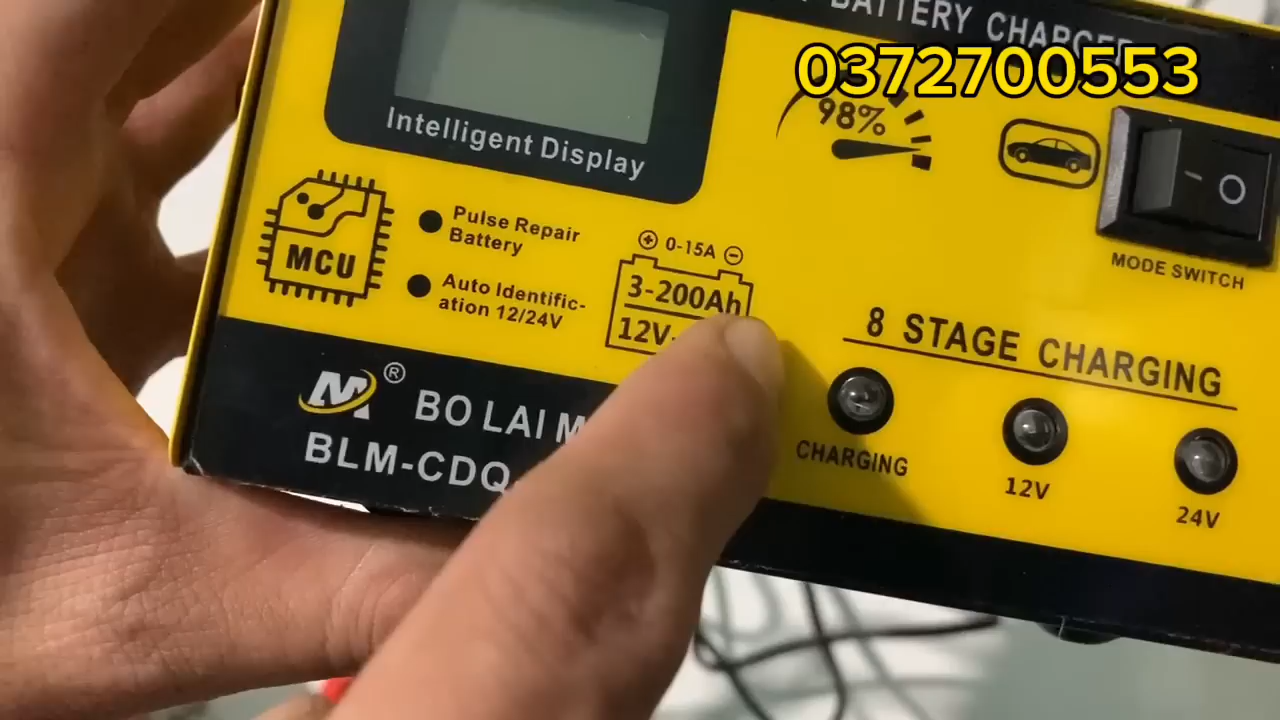 BATTERY CHARGER
0372700553
98%
Intelligent Display
MCU
Pulse Repair
Battery
Auto Identific-
ation 12/24V
0-15A
3-200Ah
12V-
MODE SWITCH
8 STAGE CHARGING
CHARGING
12V
24V
M®
BO LAI M
BLM-CDQ